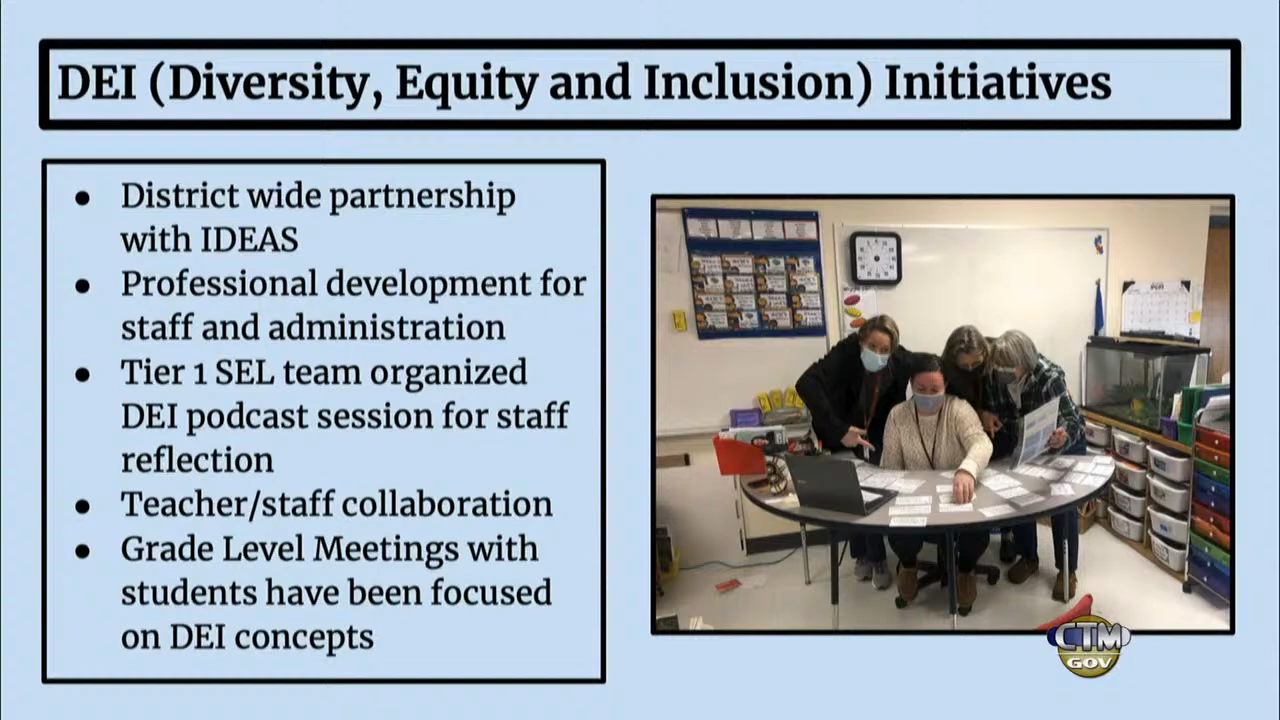 DEI (Diversity, Equity and Inclusion) Initiatives
● District wide partnership
with IDEAS
● Professional development for
staff and administration
● Tier 1 SEL team organized
DEI podcast session for staff
reflection
● Teacher/staff collaboration
● Grade Level Meetings with
students have been focused
on DEI concepts
CTM
GOV